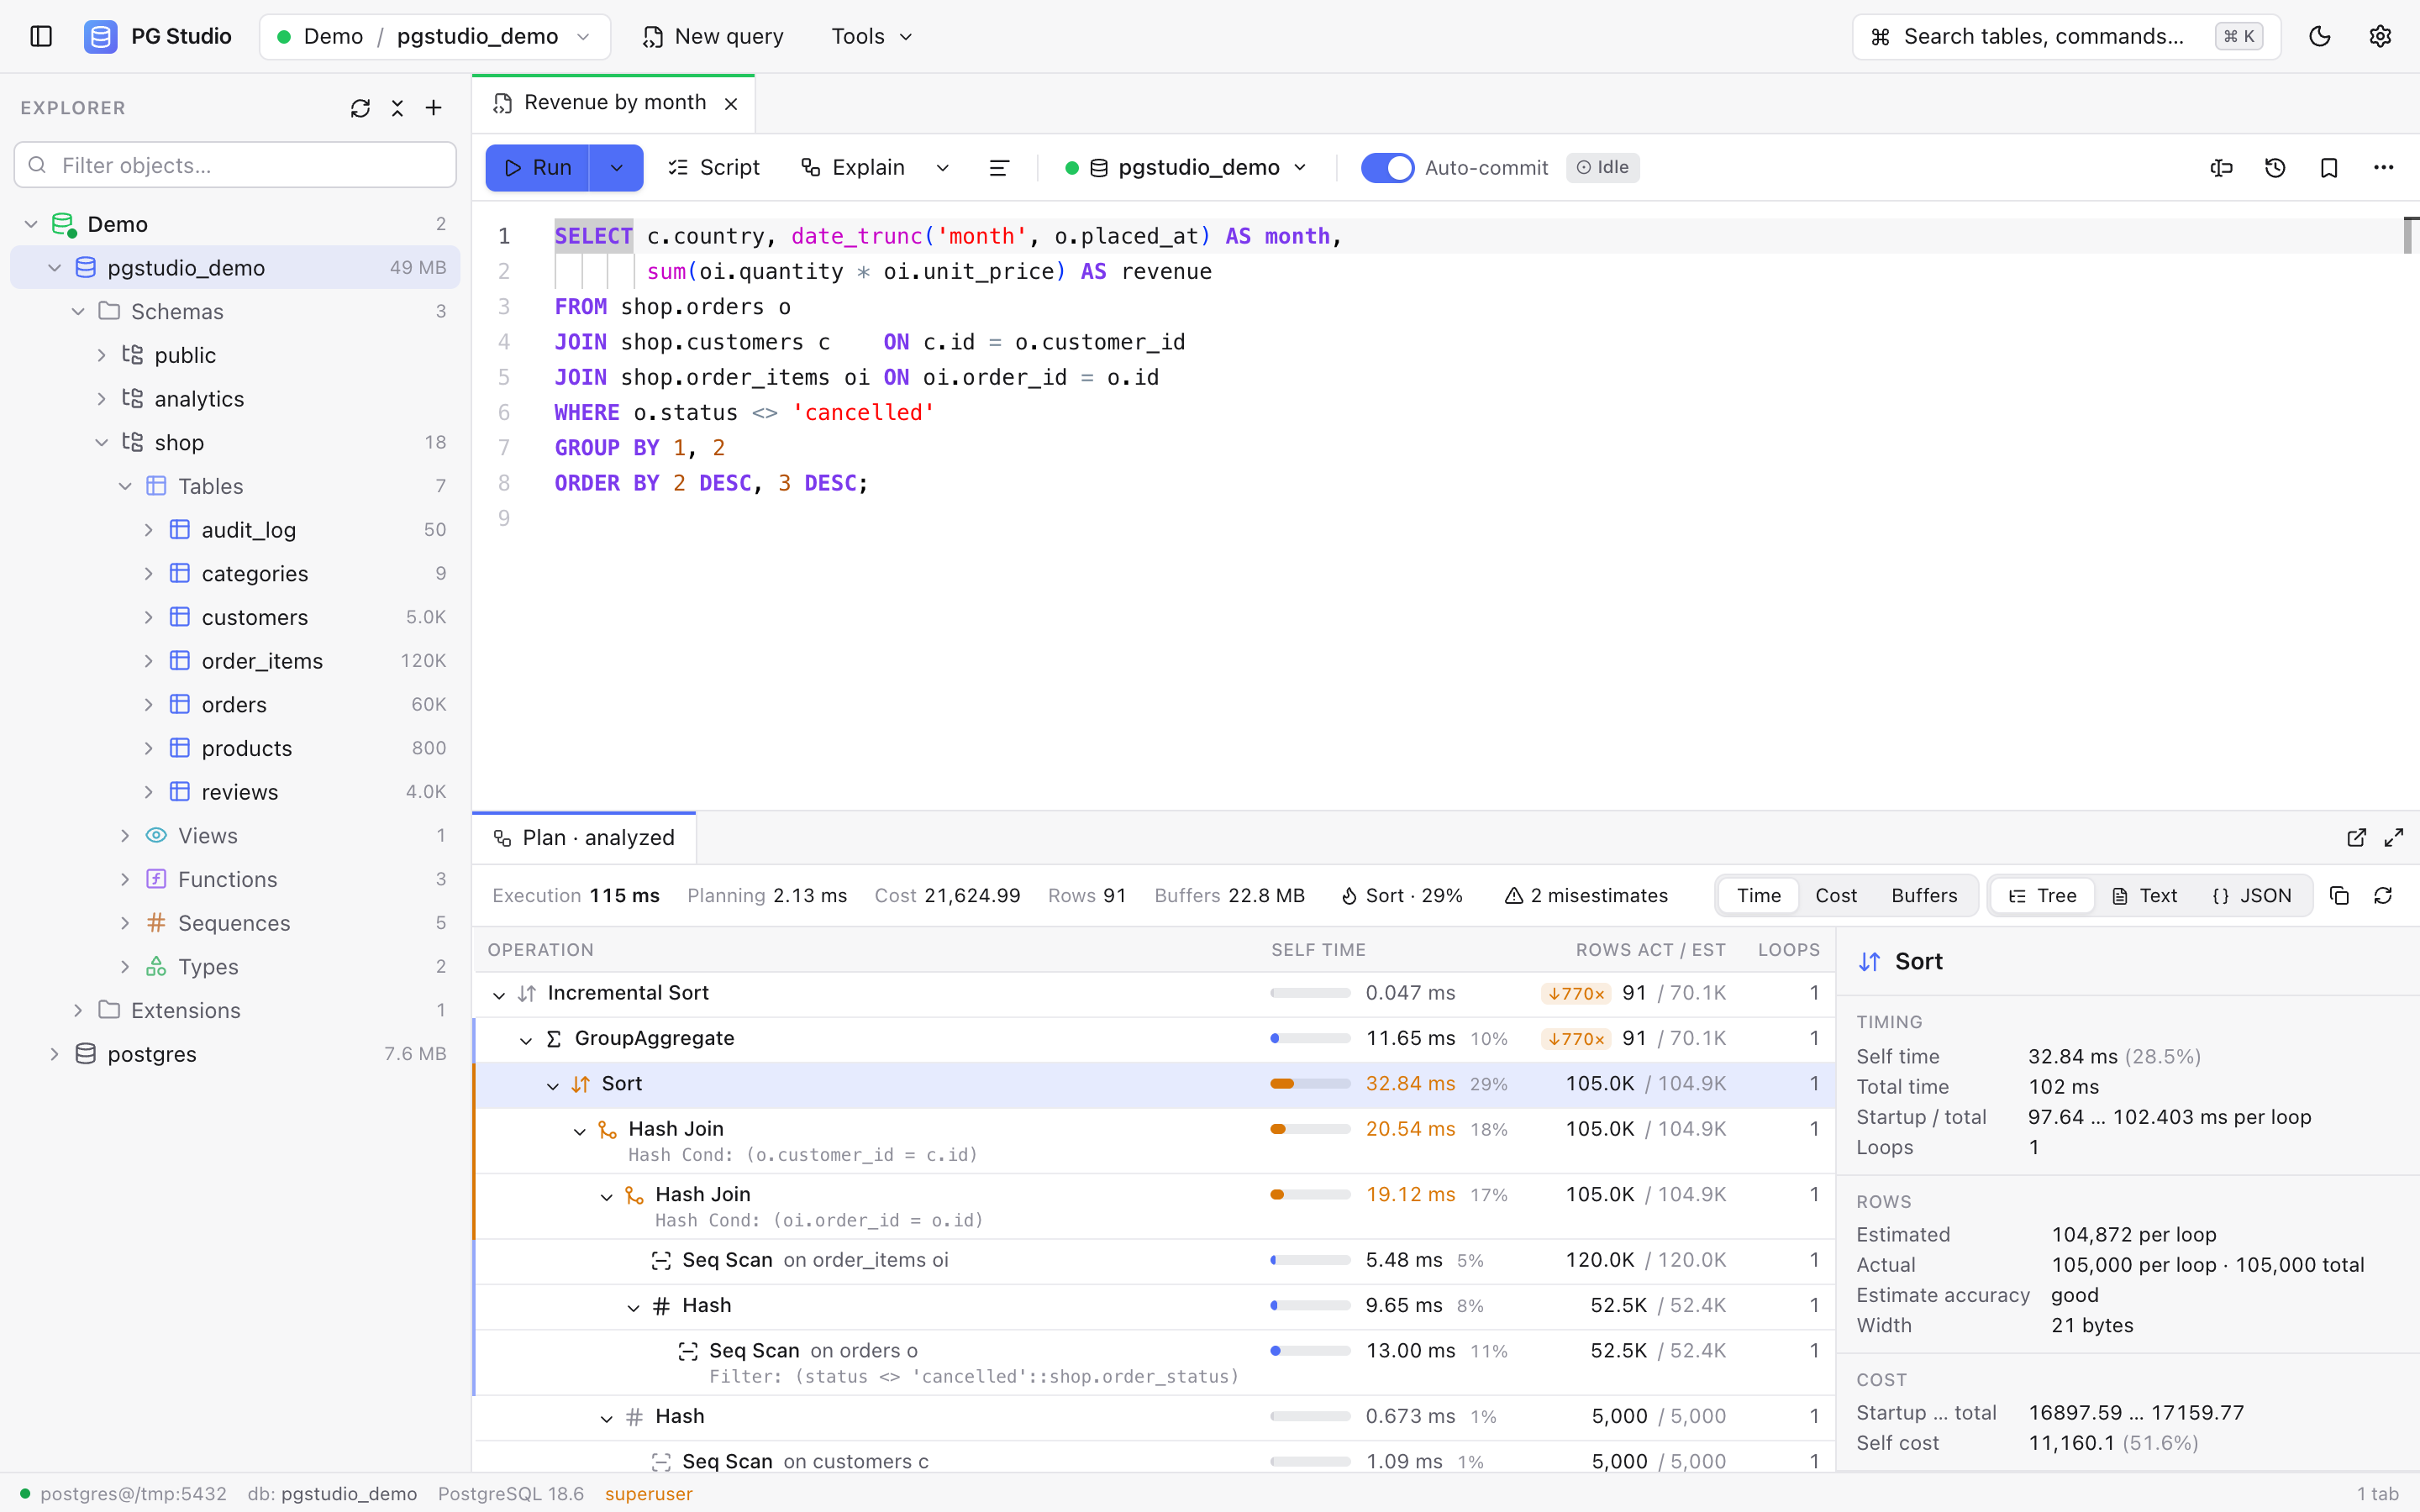 PG Studio
Demo / pgstudio_demo
New query
Tools
Search tables, commands... ⌘ K
EXPLORER
Filter objects...
Demo 2
pgstudio_demo 49 MB
Schemas 3
public
analytics
shop 18
Tables 7
audit_log 50
categories 9
customers 5.0K
order_items 120K
orders 60K
products 800
reviews 4.0K
Views 1
Functions 3
Sequences 5
Types 2
Extensions 1
postgres 7.6 MB
Revenue by month
Run Script Explain pgstudio_demo Auto-commit Idle
1 SELECT c.country, date_trunc('month', o.placed_at) AS month,
2 sum(oi.quantity * oi.unit_price) AS revenue
3 FROM shop.orders o
4 JOIN shop.customers c    ON c.id = o.customer_id
5 JOIN shop.order_items oi ON oi.order_id = o.id
6 WHERE o.status <> 'cancelled'
7 GROUP BY 1, 2
8 ORDER BY 2 DESC, 3 DESC;
9
Plan · analyzed
Execution 115 ms Planning 2.13 ms Cost 21,624.99 Rows 91 Buffers 22.8 MB Sort · 29% 2 misestimates Time Cost Buffers Tree Text {} JSON
OPERATION SELF TIME ROWS ACT / EST LOOPS
Incremental Sort 0.047 ms ↓770× 91 / 70.1K 1
GroupAggregate 11.65 ms 10% ↓770× 91 / 70.1K 1
Sort 32.84 ms 29% 105.0K / 104.9K 1
Hash Join 20.54 ms 18% 105.0K / 104.9K 1
Hash Cond: (o.customer_id = c.id)
Hash Join 19.12 ms 17% 105.0K / 104.9K 1
Hash Cond: (oi.order_id = o.id)
Seq Scan on order_items oi 5.48 ms 5% 120.0K / 120.0K 1
Hash 9.65 ms 8% 52.5K / 52.4K 1
Seq Scan on orders o 13.00 ms 11% 52.5K / 52.4K 1
Filter: (status <> 'cancelled'::shop.order_status)
Hash 0.673 ms 1% 5,000 / 5,000 1
Seq Scan on customers c 1.09 ms 1% 5,000 / 5,000 1
Sort
TIMING
Self time 32.84 ms (28.5%)
Total time 102 ms
Startup / total 97.64 … 102.403 ms per loop
Loops 1
ROWS
Estimated 104,872 per loop
Actual 105,000 per loop · 105,000 total
Estimate accuracy good
Width 21 bytes
COST
Startup … total 16897.59 … 17159.77
Self cost 11,160.1 (51.6%)
postgres@/tmp:5432 db: pgstudio_demo PostgreSQL 18.6 superuser 1 tab